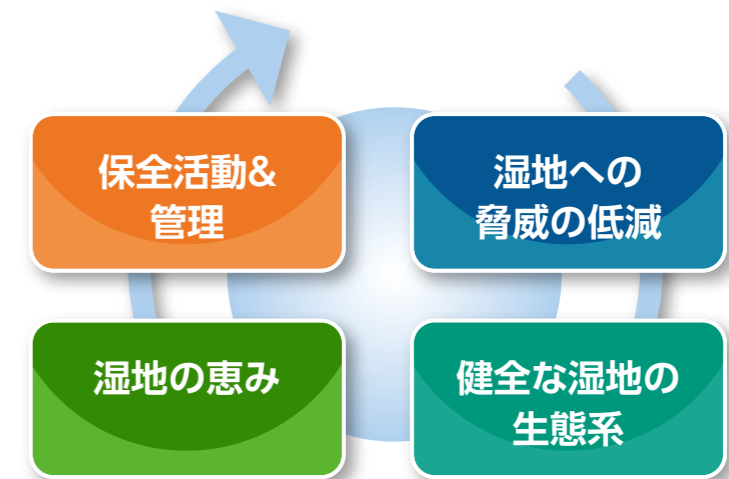 保全活動&
管理
湿地への
脅威の低減
湿地の恵み
健全な湿地の
生態系